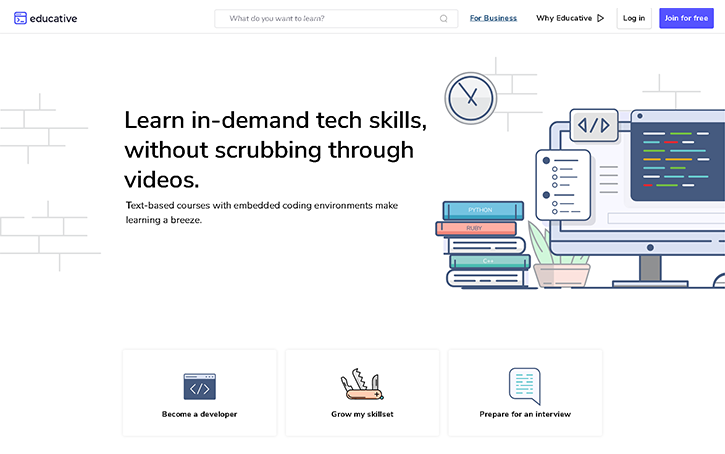 educative
What do you want to learn?
For Business
Why Educative
Log in
Join for free
Learn in-demand tech skills,
without scrubbing through
videos.
Text-based courses with embedded coding environments make
learning a breeze.
</>
PYTHON
RUBY
C++
</>
Become a developer
Grow my skillset
Prepare for an interview